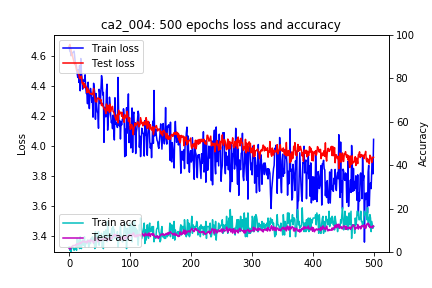 ca2_004: 500 epochs loss and accuracy
Train loss
Test loss
Train acc
Test acc
Loss
4.6
4.4
4.2
4.0
3.8
3.6
3.4
Accuracy
100
80
60
40
20
0
0
100
200
300
400
500